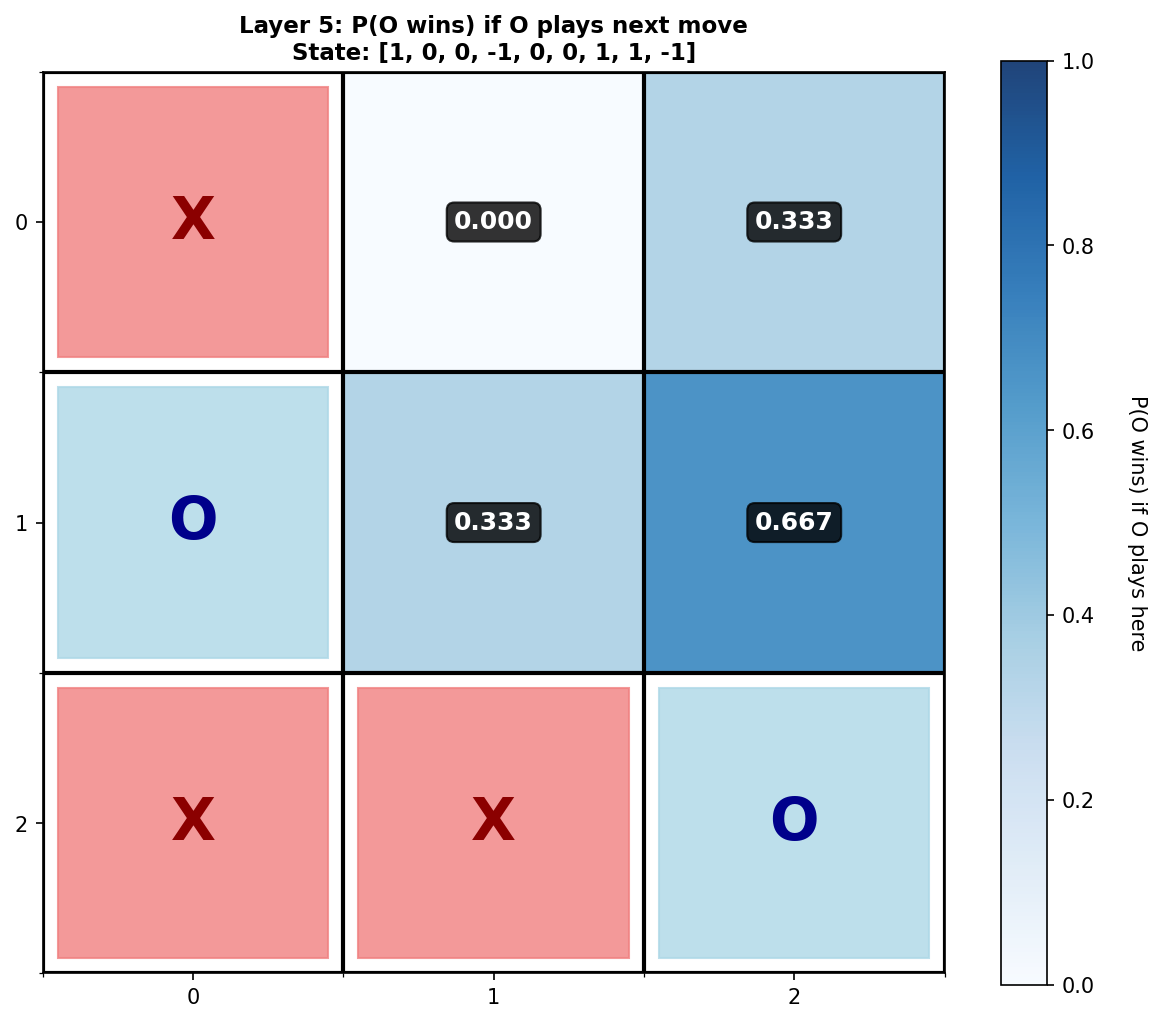 Layer 5: P(O wins) if O plays next move
State: [1, 0, 0, -1, 0, 0, 1, 1, -1]
X
0.000
0.333
O
0.333
0.667
X
X
O
0
1
2
0
1
2
1.0
0.8
0.6
0.4
0.2
0.0
P(O wins) if O plays here